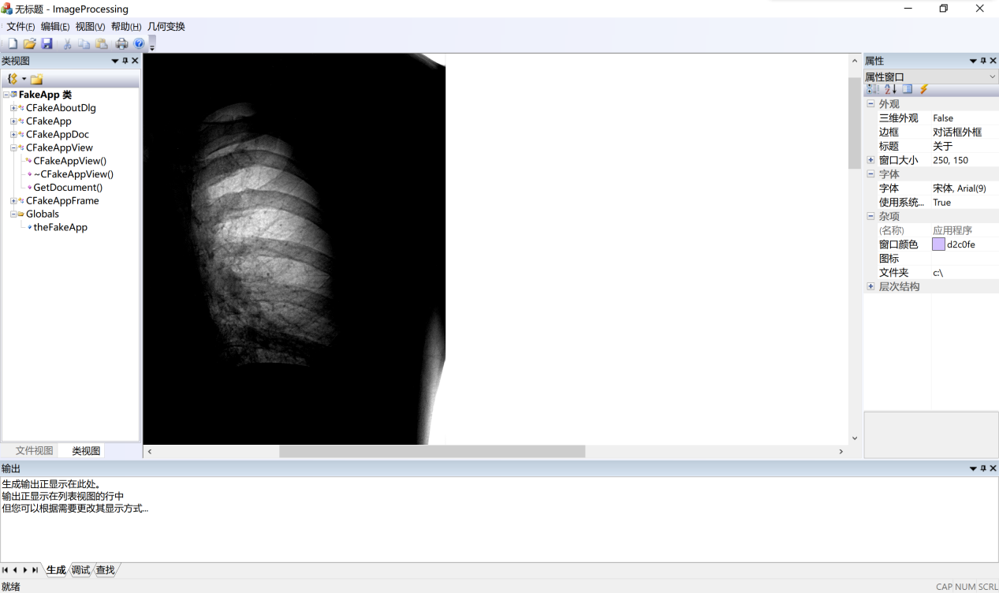 无标题 - ImageProcessing
文件(F) 编辑(E) 视图(V) 帮助(H) 几何变换
类视图
FakeApp 类
CFakeAboutDlg
CFakeApp
CFakeAppDoc
CFakeAppView
CFakeAppView()
~CFakeAppView()
GetDocument()
CFakeAppFrame
Globals
theFakeApp
文件视图 类视图
属性
属性窗口
外观
三维外观 False
边框 对话框外框
标题 关于
窗口大小 250, 150
字体
字体 宋体, Arial(9)
使用系统... True
杂项
(名称) 应用程序
窗口颜色 d2c0fe
图标
文件夹 c:\
层次结构
输出
生成输出正显示在此处。
输出正显示在列表视图的行中
但您可以根据需要更改其显示方式...
生成 调试 查找
就绪 CAP NUM SCRL